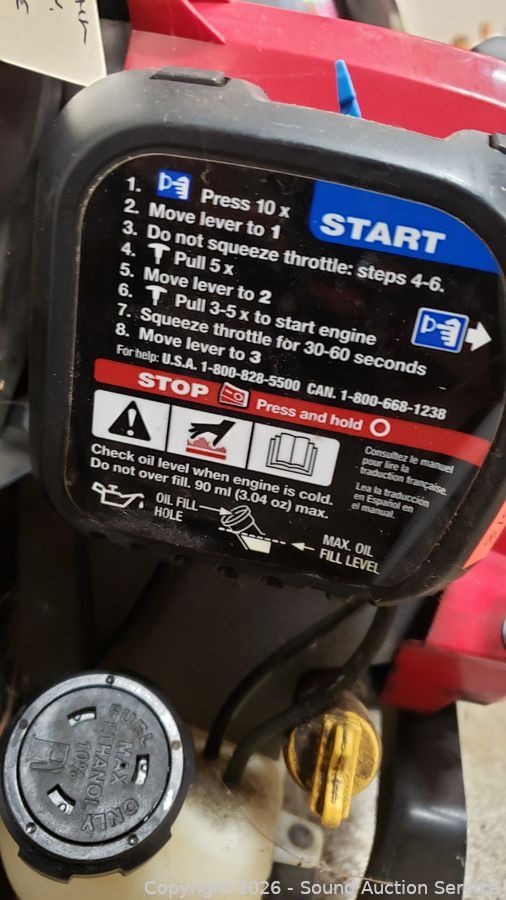 START
1. Press 10 x
2. Move lever to 1
3. Do not squeeze throttle: steps 4-6.
4. Pull 5 x
5. Move lever to 2
6. Pull 3-5 x to start engine
7. Squeeze throttle for 30-60 seconds
8. Move lever to 3
For help: U.S.A. 1-800-828-5500 CAN. 1-800-668-1238
STOP Press and hold
Check oil level when engine is cold.
Do not over fill. 90 ml (3.04 oz) max.
Consultez le manuel
pour lire la
traduction française.
Lea la traducción
en Español en
el manual.
OIL FILL
HOLE
MAX. OIL
FILL LEVEL
FUEL
MAX
ETHANOL
10%
ONLY
Copyright 2026 - Sound Auction Service